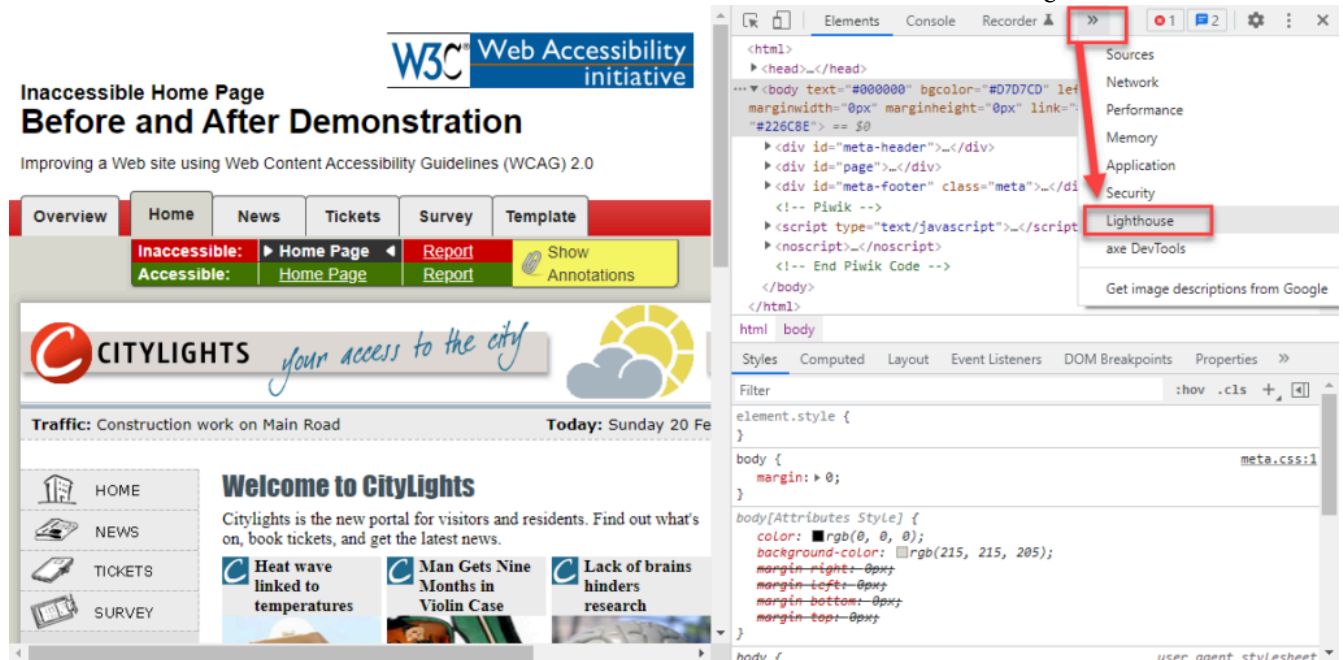 W3C® Web Accessibility
initiative
Inaccessible Home Page
Before and After Demonstration
Improving a Web site using Web Content Accessibility Guidelines (WCAG) 2.0
Overview Home News Tickets Survey Template
Inaccessible: Home Page Report
Accessible: Home Page Report
Show
Annotations
CITYLIGHTS your access to the city
Traffic: Construction work on Main Road Today: Sunday 20 Fe
HOME
NEWS
TICKETS
SURVEY
Welcome to CityLights
Citylights is the new portal for visitors and residents. Find out what's
on, book tickets, and get the latest news.
Heat wave
linked to
temperatures
Man Gets Nine
Months in
Violin Case
Lack of brains
hinders
research
Elements Console Recorder » 1 2
<html>
<head>…</head>
<body text="#000000" bgcolor="#D7D7CD" lef
marginwidth="0px" marginheight="0px" link="
"#226C8E"> == $0
<div id="meta-header">…</div>
<div id="page">…</div>
<div id="meta-footer" class="meta">…</di
<!-- Piwik -->
<script type="text/javascript">…</script
<noscript>…</noscript>
<!-- End Piwik Code -->
</body>
</html>
Sources
Network
Performance
Memory
Application
Security
Lighthouse
axe DevTools
Get image descriptions from Google
html body
Styles Computed Layout Event Listeners DOM Breakpoints Properties »
Filter :hov .cls +
element.style {
}
body { meta.css:1
margin: 0;
}
body[Attributes Style] {
color: rgb(0, 0, 0);
background-color: rgb(215, 215, 205);
margin-right: 0px;
margin-left: 0px;
margin-bottom: 0px;
margin-top: 0px;
}
body { user agent stylesheet